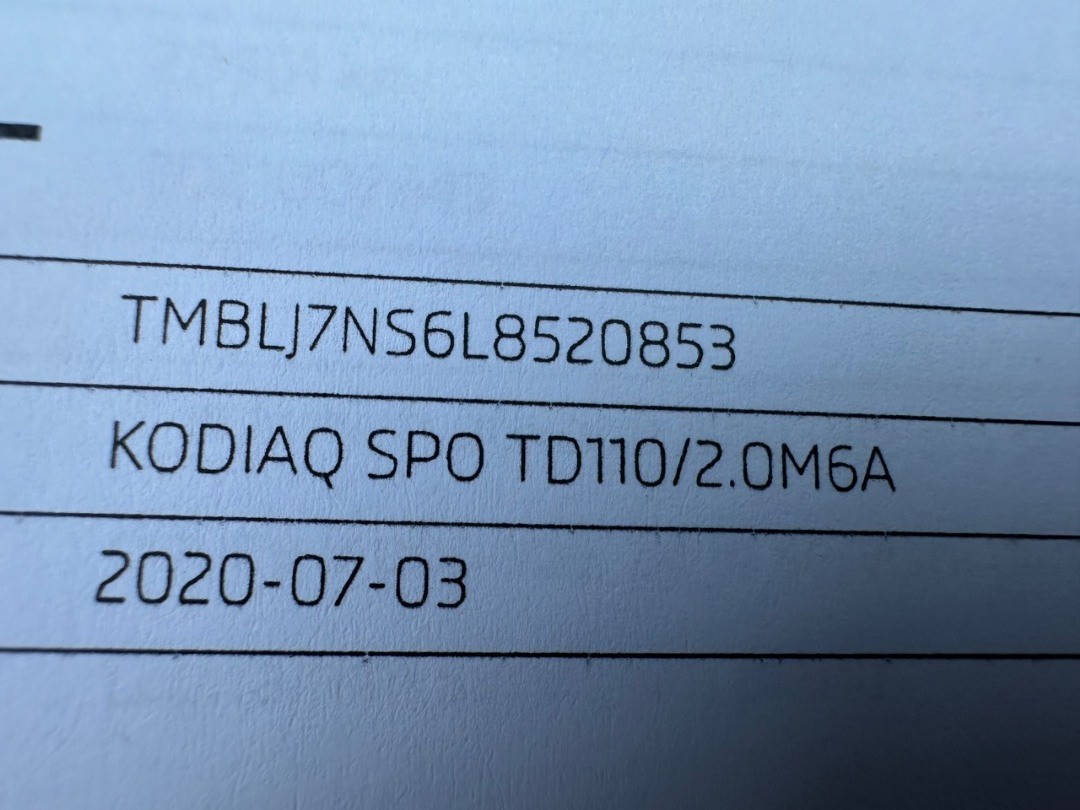 TMBLJ7NS6L8520853
KODIAQ SPO TD110/2.0M6A
2020-07-03